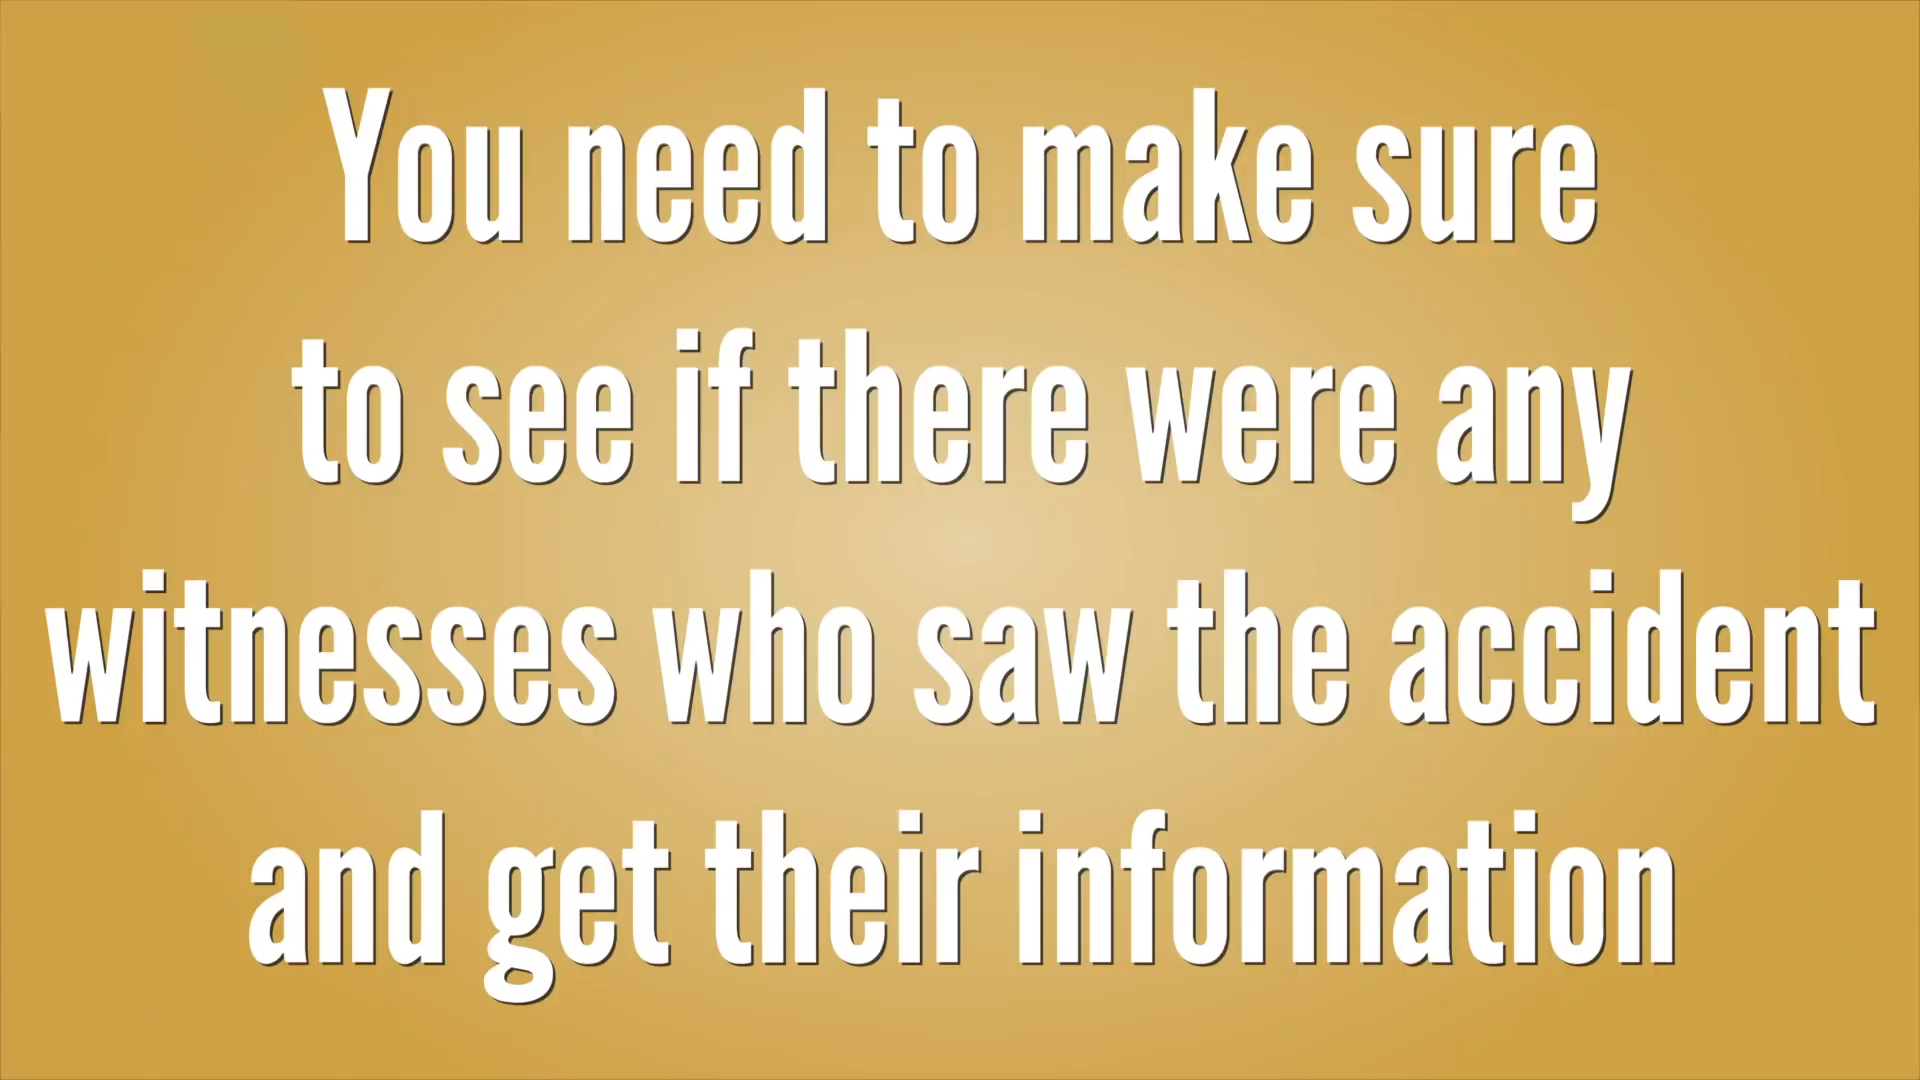 You need to make sure
to see if there were any
witnesses who saw the accident
and get their information